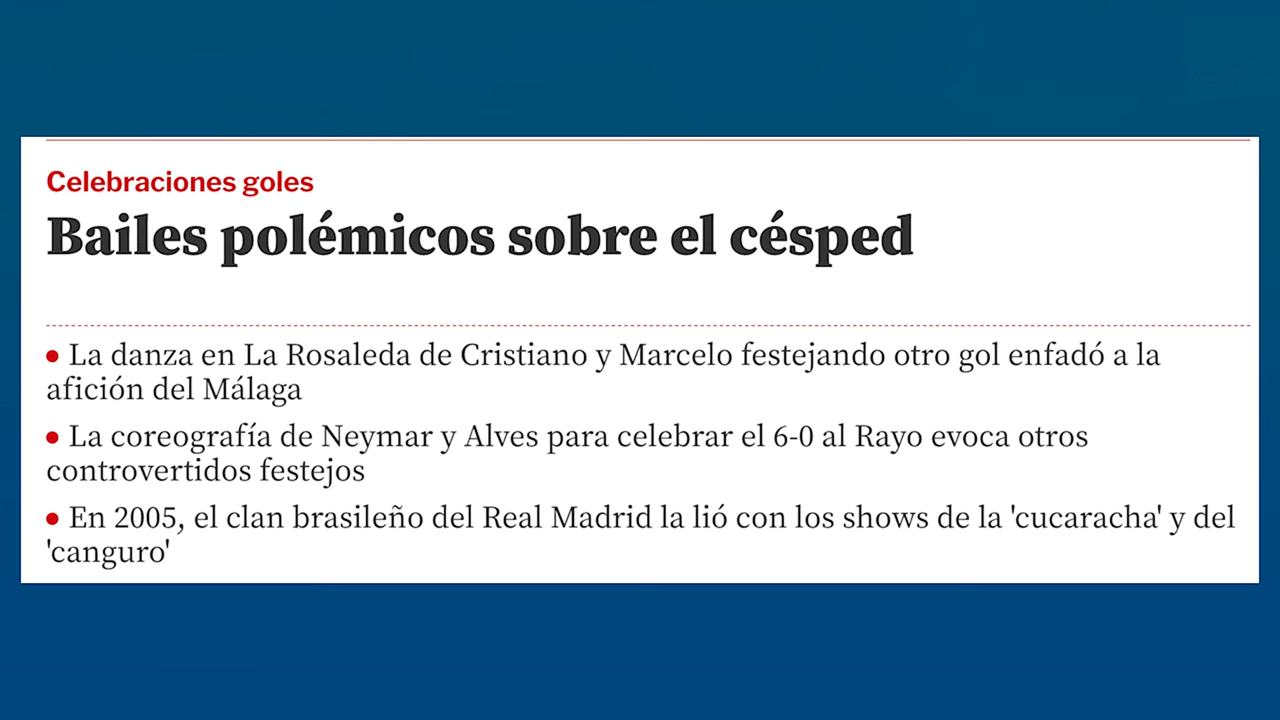 Celebraciones goles
Bailes polémicos sobre el césped
• La danza en La Rosaleda de Cristiano y Marcelo festejando otro gol enfadó a la
afición del Málaga
• La coreografía de Neymar y Alves para celebrar el 6-0 al Rayo evoca otros
controvertidos festejos
• En 2005, el clan brasileño del Real Madrid la lió con los shows de la 'cucaracha' y del
'canguro'